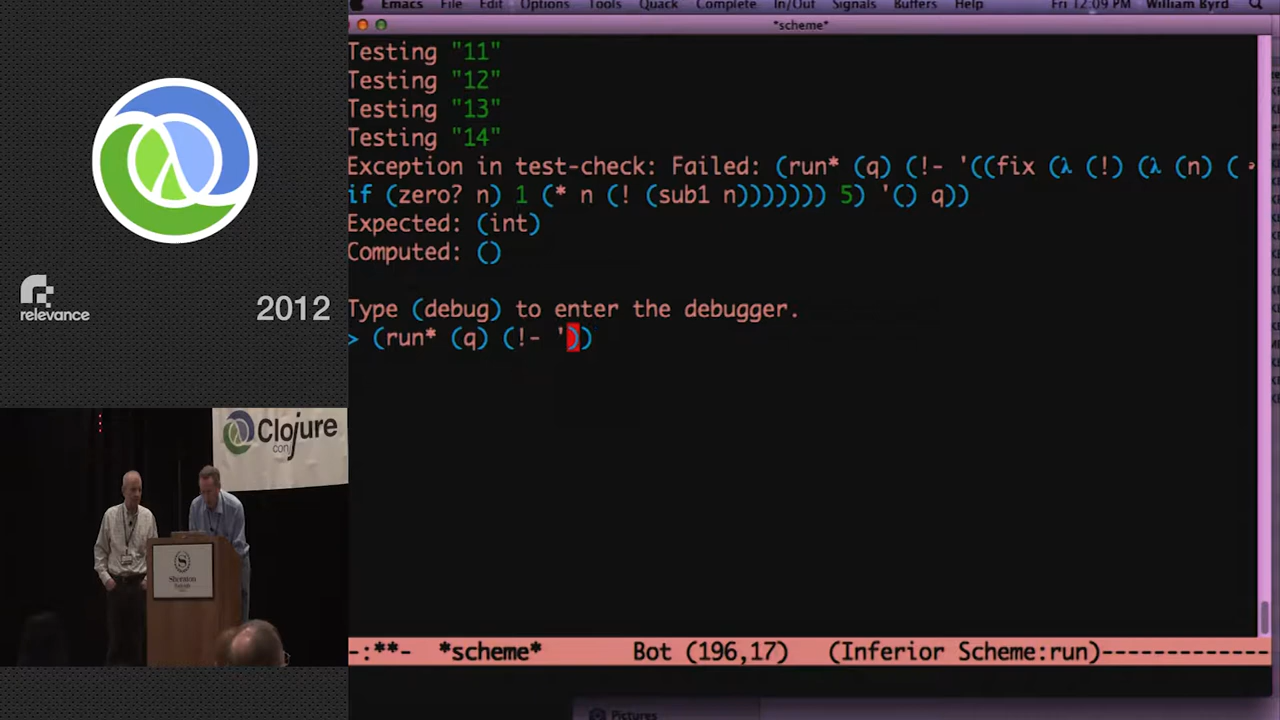 Emacs File Edit Options Tools Quack Complete In/Out Signals Buffers Help Fri 12:09 PM William Byrd
*scheme*
Testing "11"
Testing "12"
Testing "13"
Testing "14"
Exception in test-check: Failed: (run* (q) (!- '((fix (λ (!) (λ (n) (
if (zero? n) 1 (* n (! (sub1 n))))))) 5) '() q))
Expected: (int)
Computed: ()
Type (debug) to enter the debugger.
> (run* (q) (!- '))
-:**- *scheme* Bot (196,17) (Inferior Scheme:run)------------
Pictures
relevance
2012
Clojure
conj
Sheraton